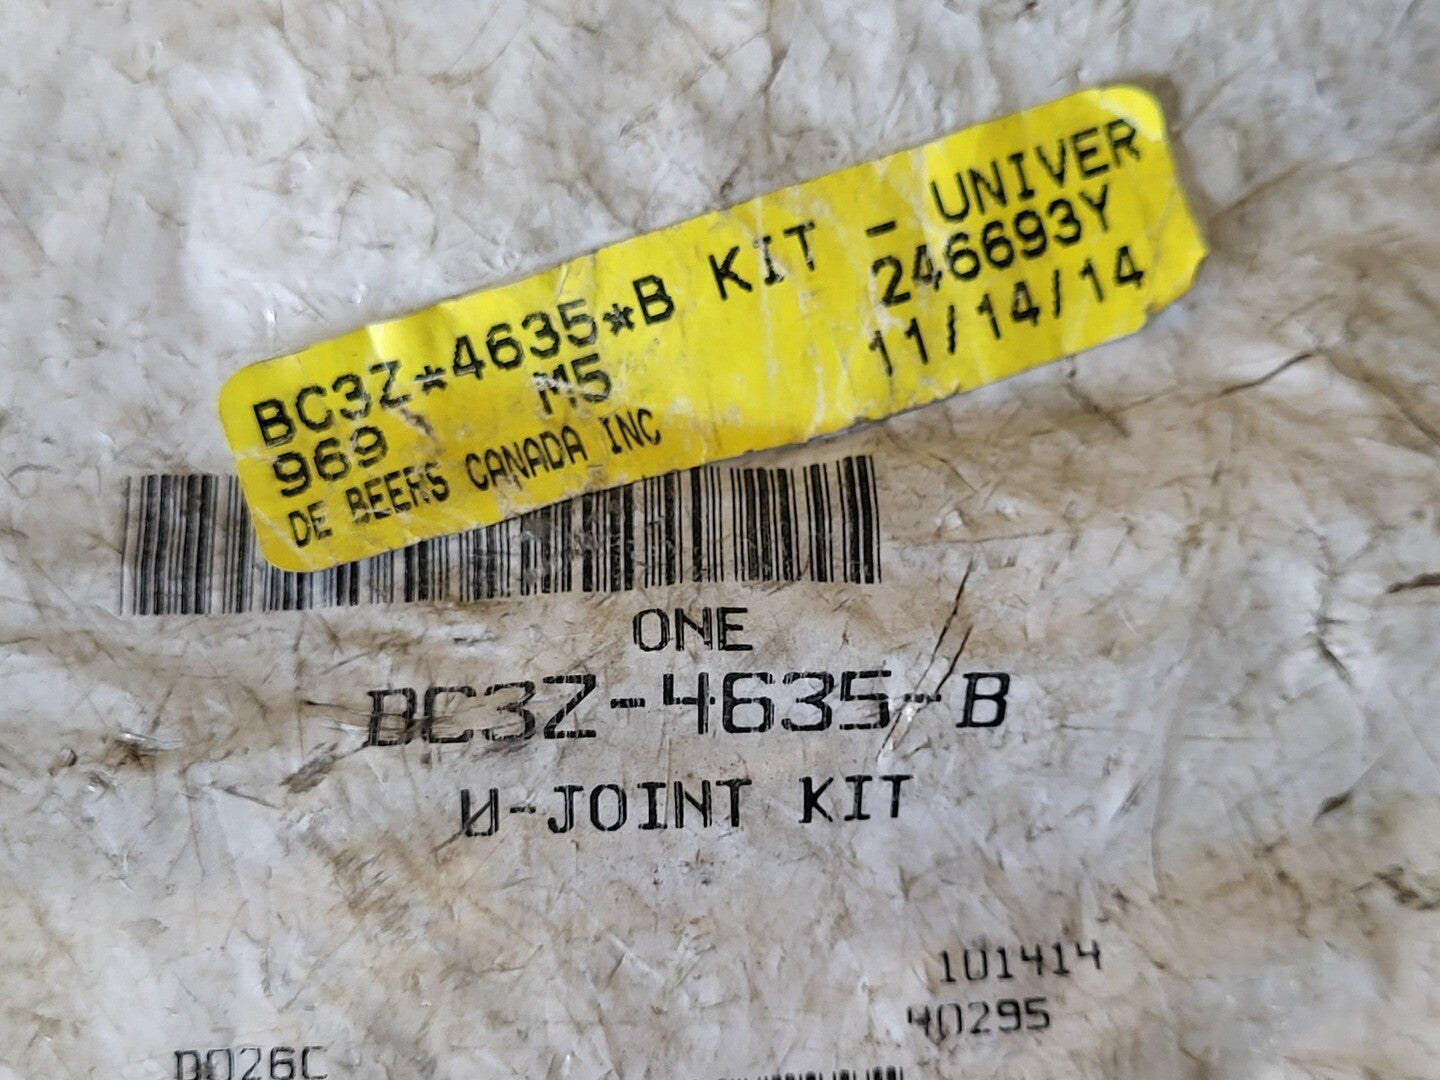 BC3Z*4635*B KIT - UNIVER
969 M5 246693Y
DE BEERS CANADA INC 11/14/14
ONE
BC3Z-4635-B
U-JOINT KIT
101414
40295
D026C